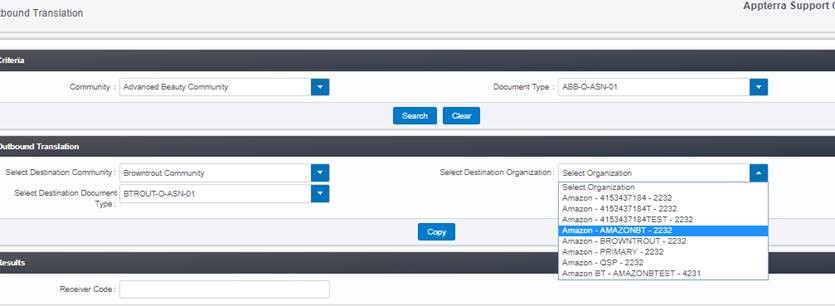 tbound Translation
Appterra Support
Criteria
Community : Advanced Beauty Community
Document Type : ABB-O-ASN-01
Search Clear
Outbound Translation
Select Destination Community : Browntrout Community
Select Destination Organization : Select Organization
Select Destination Document
Type :
BTROUT-O-ASN-01
Select Organization
Amazon - 4153437184 - 2232
Amazon - 4153437184T - 2232
Amazon - 4153437184TEST - 2232
Amazon - AMAZONBT - 2232
Amazon - BROWNTROUT - 2232
Amazon - PRIMARY - 2232
Amazon - QSP - 2232
Amazon BT - AMAZONBTEST - 4231
Copy
Results
Receiver Code :